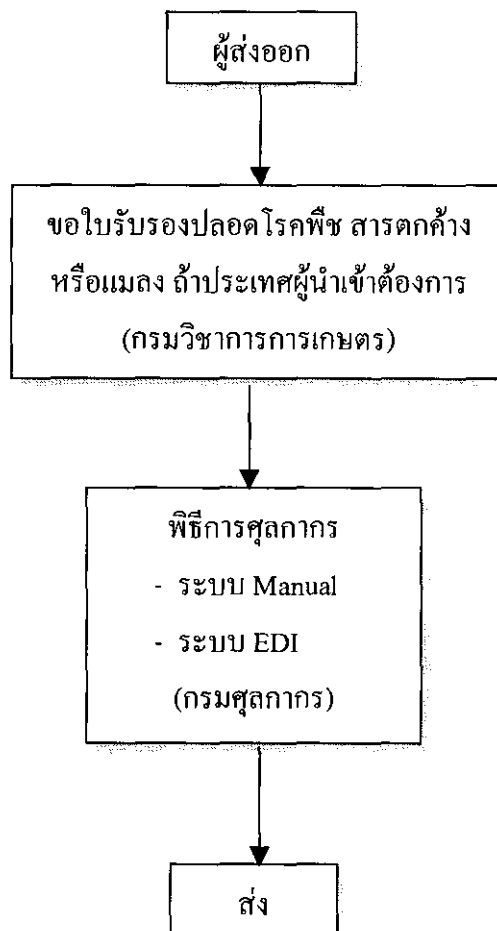 ผู้ส่งออก
ขอใบรับรองปลอดโรคพืช สารตกค้าง
หรือแมลง ถ้าประเทศผู้นำเข้าต้องการ
(กรมวิชาการการเกษตร)
พิธีการศุลกากร
- ระบบ Manual
- ระบบ EDI
(กรมศุลกากร)
ส่ง